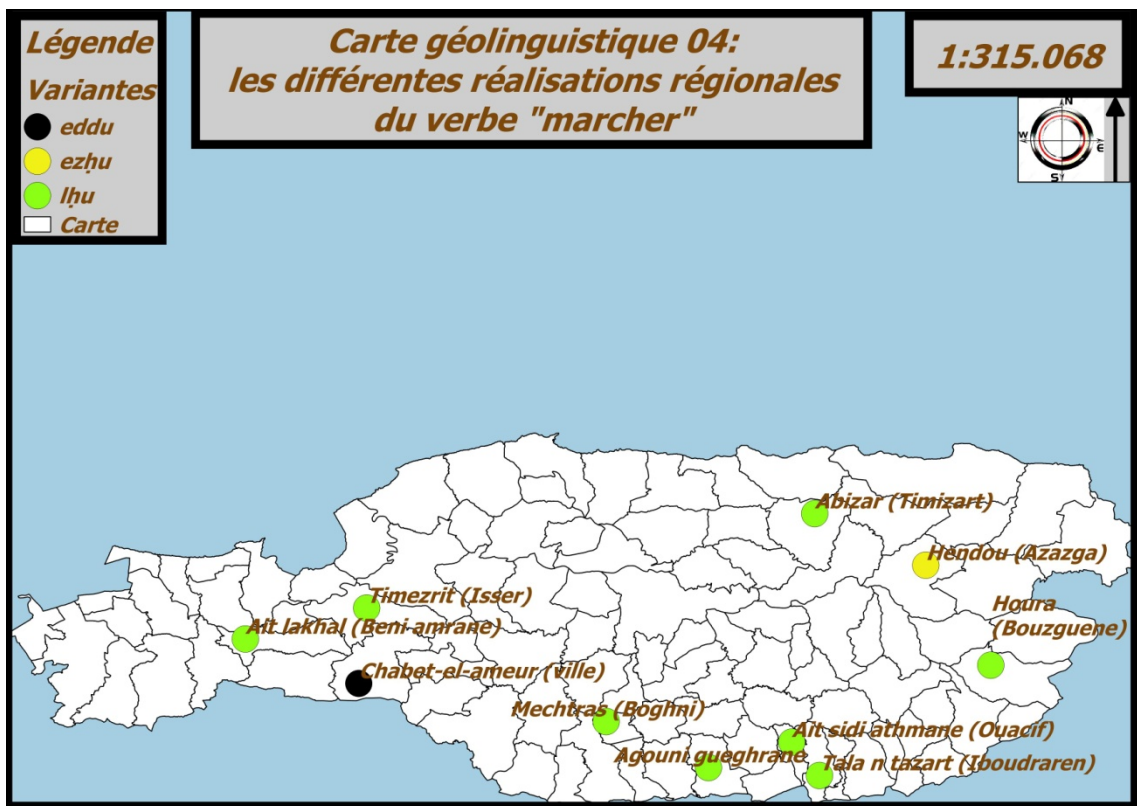 Légende
Variantes
eddu
ezḥu
lḥu
Carte
Carte géolinguistique 04:
les différentes réalisations régionales
du verbe "marcher"
1:315.068
N
W
E
S
Abizar (Timizart)
Hendou (Azazga)
Houra
(Bouzguene)
Timezrit (Isser)
Ait lakhal (Beni-amrane)
Chabet-el-ameur (ville)
Mechtras (Boghni)
Ait sidi athmane (Ouacif)
Agouni gueghrane
Tala n tazart (Iboudraren)